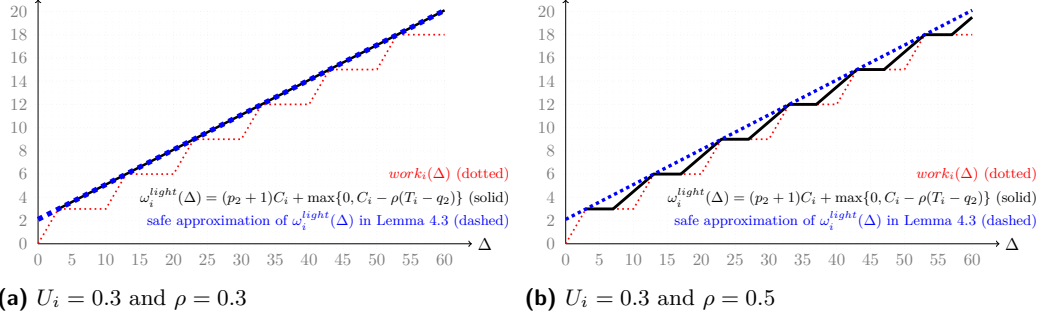 20
18
16
14
12
10
8
6
4
2
0
0 5 10 15 20 25 30 35 40 45 50 55 60
Δ
work_i(Δ) (dotted)
ω_i^{light}(Δ) = (p_2 + 1)C_i + max{0, C_i − ρ(T_i − q_2)} (solid)
safe approximation of ω_i^{light}(Δ) in Lemma 4.3 (dashed)
(a) U_i = 0.3 and ρ = 0.3
20
18
16
14
12
10
8
6
4
2
0
0 5 10 15 20 25 30 35 40 45 50 55 60
Δ
work_i(Δ) (dotted)
ω_i^{light}(Δ) = (p_2 + 1)C_i + max{0, C_i − ρ(T_i − q_2)} (solid)
safe approximation of ω_i^{light}(Δ) in Lemma 4.3 (dashed)
(b) U_i = 0.3 and ρ = 0.5